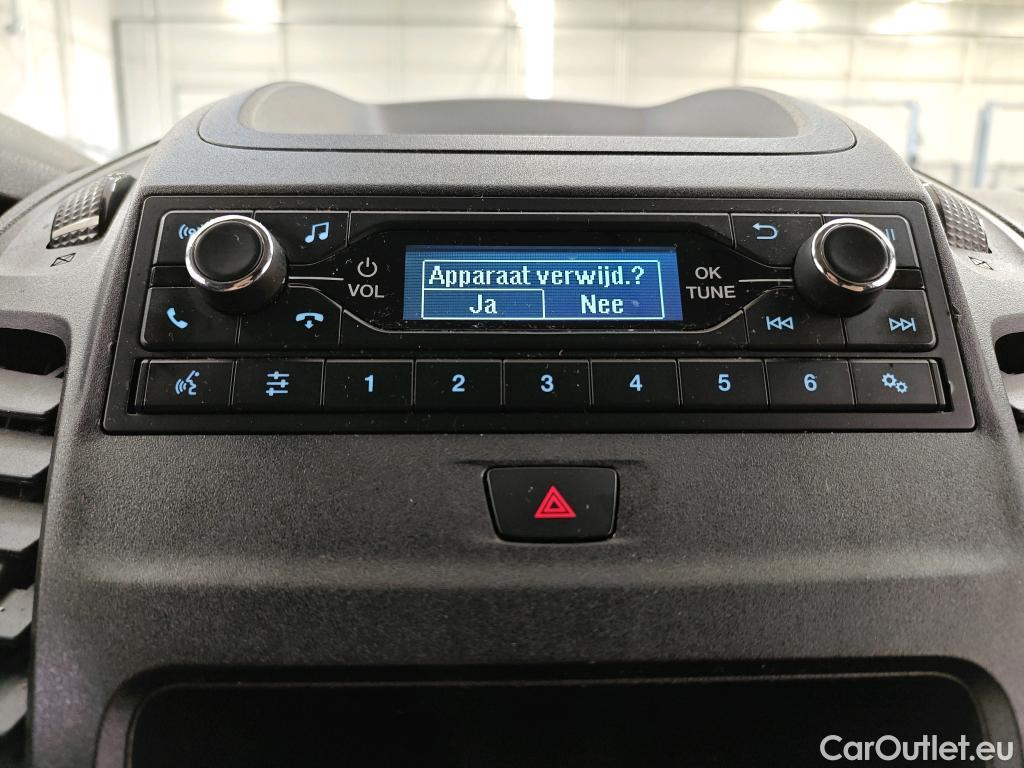 Apparaat verwijd.?
Ja Nee
VOL
OK
TUNE
1 2 3 4 5 6
CarOutlet.eu